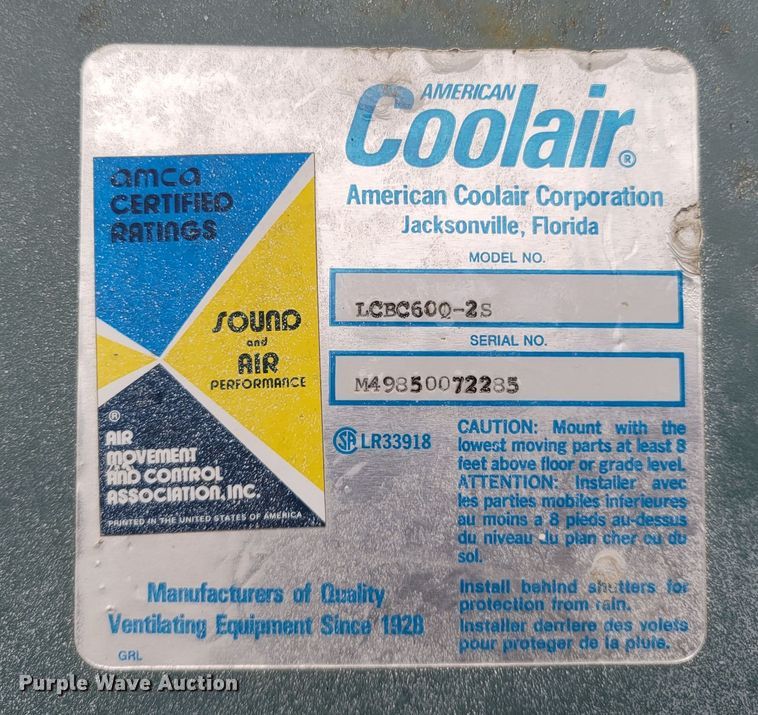 AMERICAN
Coolair®
American Coolair Corporation
Jacksonville, Florida
MODEL NO.
LCBC60Q-2S
SERIAL NO.
M49850072285
amca
CERTIFIED
RATINGS
SOUND
and
AIR
PERFORMANCE
®
AIR
MOVEMENT
AND CONTROL
ASSOCIATION, INC.
PRINTED IN THE UNITED STATES OF AMERICA
SA LR33918
CAUTION: Mount with the
lowest moving parts at least 8
feet above floor or grade level.
ATTENTION: Installer avec
les parties mobiles inferieures
au moins a 8 pieds au-dessus
du niveau du plan cher ou du
sol.
Install behind shutters for
protection from rain.
Installer derriere des volets
pour proteger de la pluie.
Manufacturers of Quality
Ventilating Equipment Since 1928
GRL
Purple Wave Auction